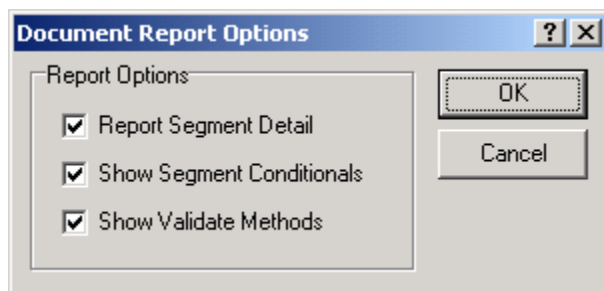 Document Report Options
Report Options
Report Segment Detail
Show Segment Conditionals
Show Validate Methods
OK
Cancel